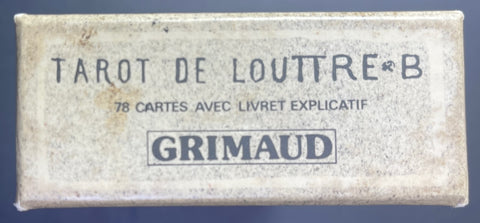 TAROT DE LOUTTRE * B
78 CARTES AVEC LIVRET EXPLICATIF
GRIMAUD